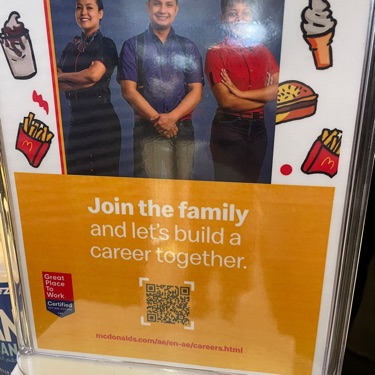 Join the family
and let's build a
career together.
Great
Place
To
Work
Certified
mcdonalds.com/ae/en-ae/careers.html